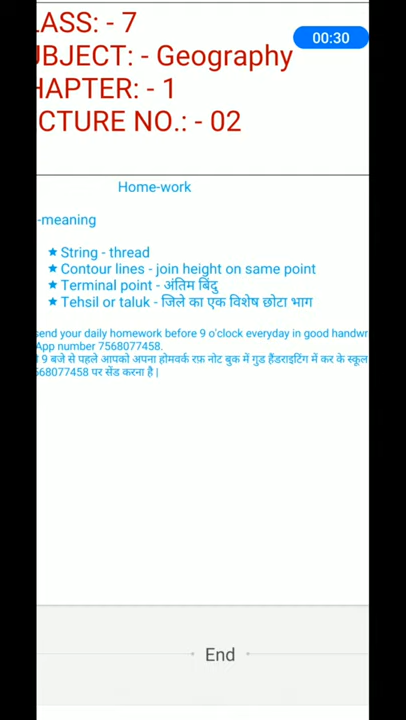 LASS: - 7
00:30
UBJECT: - Geography
HAPTER: - 1
CTURE NO.: - 02
Home-work
-meaning
★ String - thread
★ Contour lines - join height on same point
★ Terminal point - अंतिम बिंदु
★ Tehsil or taluk - जिले का एक विशेष छोटा भाग
send your daily homework before 9 o'clock everyday in good handwr
App number 7568077458.
9 बजे से पहले आपको अपना होमवर्क रफ़ नोट बुक में गुड हैंडराइटिंग में कर के स्कूल
568077458 पर सेंड करना है |
End